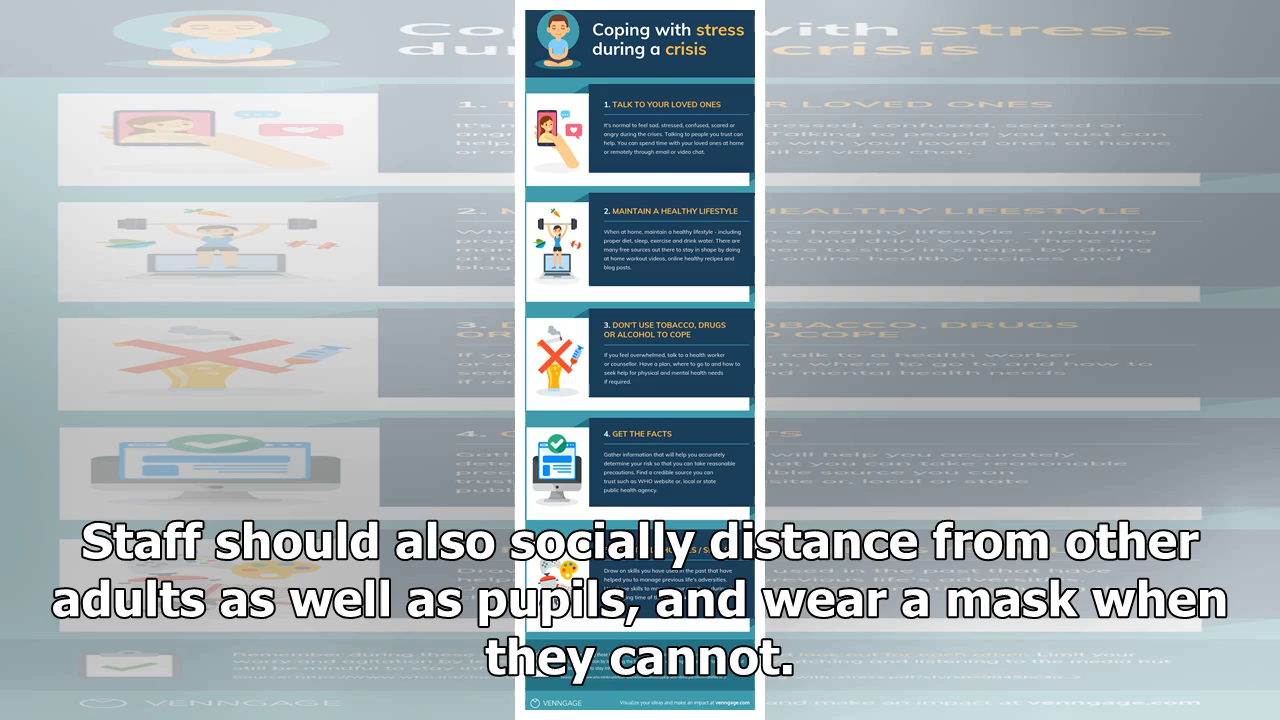 Coping with stress
during a crisis
1. TALK TO YOUR LOVED ONES
It's normal to feel sad, stressed, confused, scared or
angry during the crises. Talking to people you trust can
help. You can spend time with your loved ones at home
or remotely through email or video chat.
2. MAINTAIN A HEALTHY LIFESTYLE
When at home, maintain a healthy lifestyle - including
proper diet, sleep, exercise and drink water. There are
many free sources out there to stay in shape by doing
at home workout videos, online healthy recipes and
blog posts.
3. DON'T USE TOBACCO, DRUGS
OR ALCOHOL TO COPE
If you feel overwhelmed, talk to a health worker
or counsellor. Have a plan, where to go to and how to
seek help for physical and mental health needs
if required.
4. GET THE FACTS
Gather information that will help you accurately
determine your risk so that you can take reasonable
precautions. Find a credible source you can
trust such as WHO website or, local or state
public health agency.
Draw on skills you have used in the past that have
helped you to manage previous life's adversities.
Staff should also socially distance from other
adults as well as pupils, and wear a mask when
they cannot.
VENNGAGE
Visualize your ideas and make an impact at venngage.com